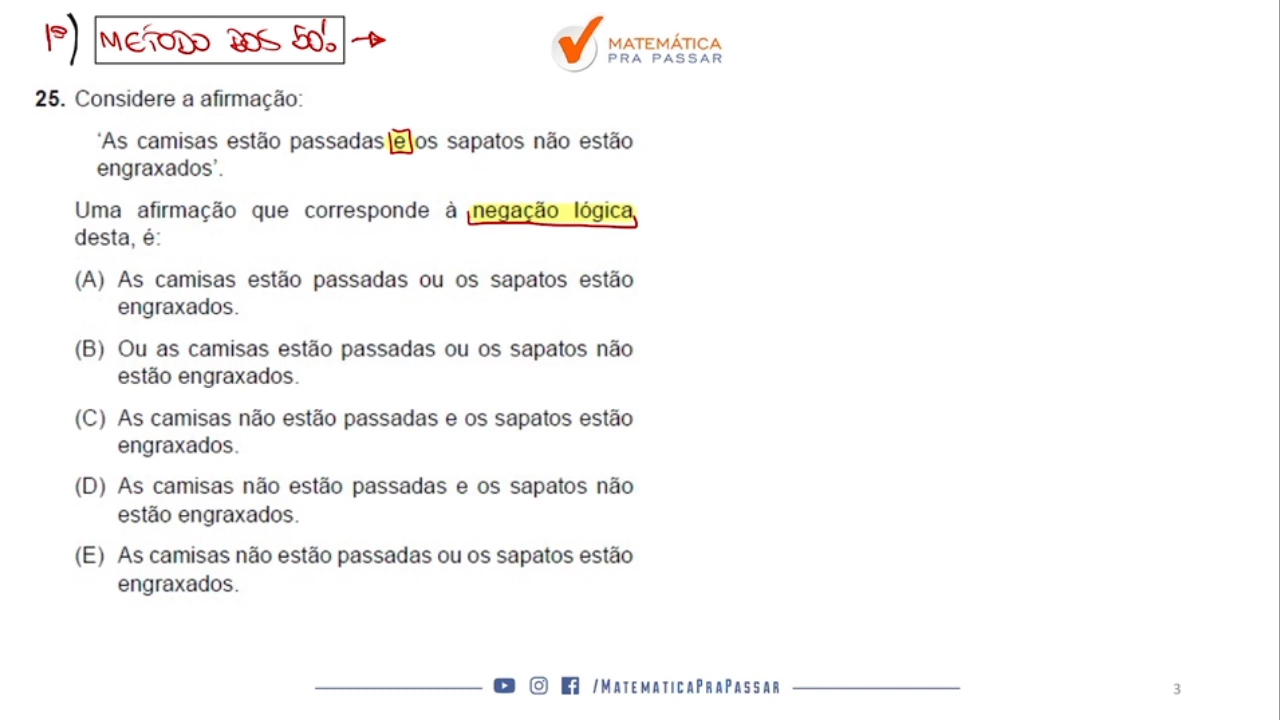 1º) MÉTODO DOS 50% →
MATEMÁTICA
PRA PASSAR
25. Considere a afirmação:
'As camisas estão passadas e os sapatos não estão
engraxados'.
Uma afirmação que corresponde à negação lógica
desta, é:
(A) As camisas estão passadas ou os sapatos estão
engraxados.
(B) Ou as camisas estão passadas ou os sapatos não
estão engraxados.
(C) As camisas não estão passadas e os sapatos estão
engraxados.
(D) As camisas não estão passadas e os sapatos não
estão engraxados.
(E) As camisas não estão passadas ou os sapatos estão
engraxados.
/MATEMATICAPRAPASSAR
3